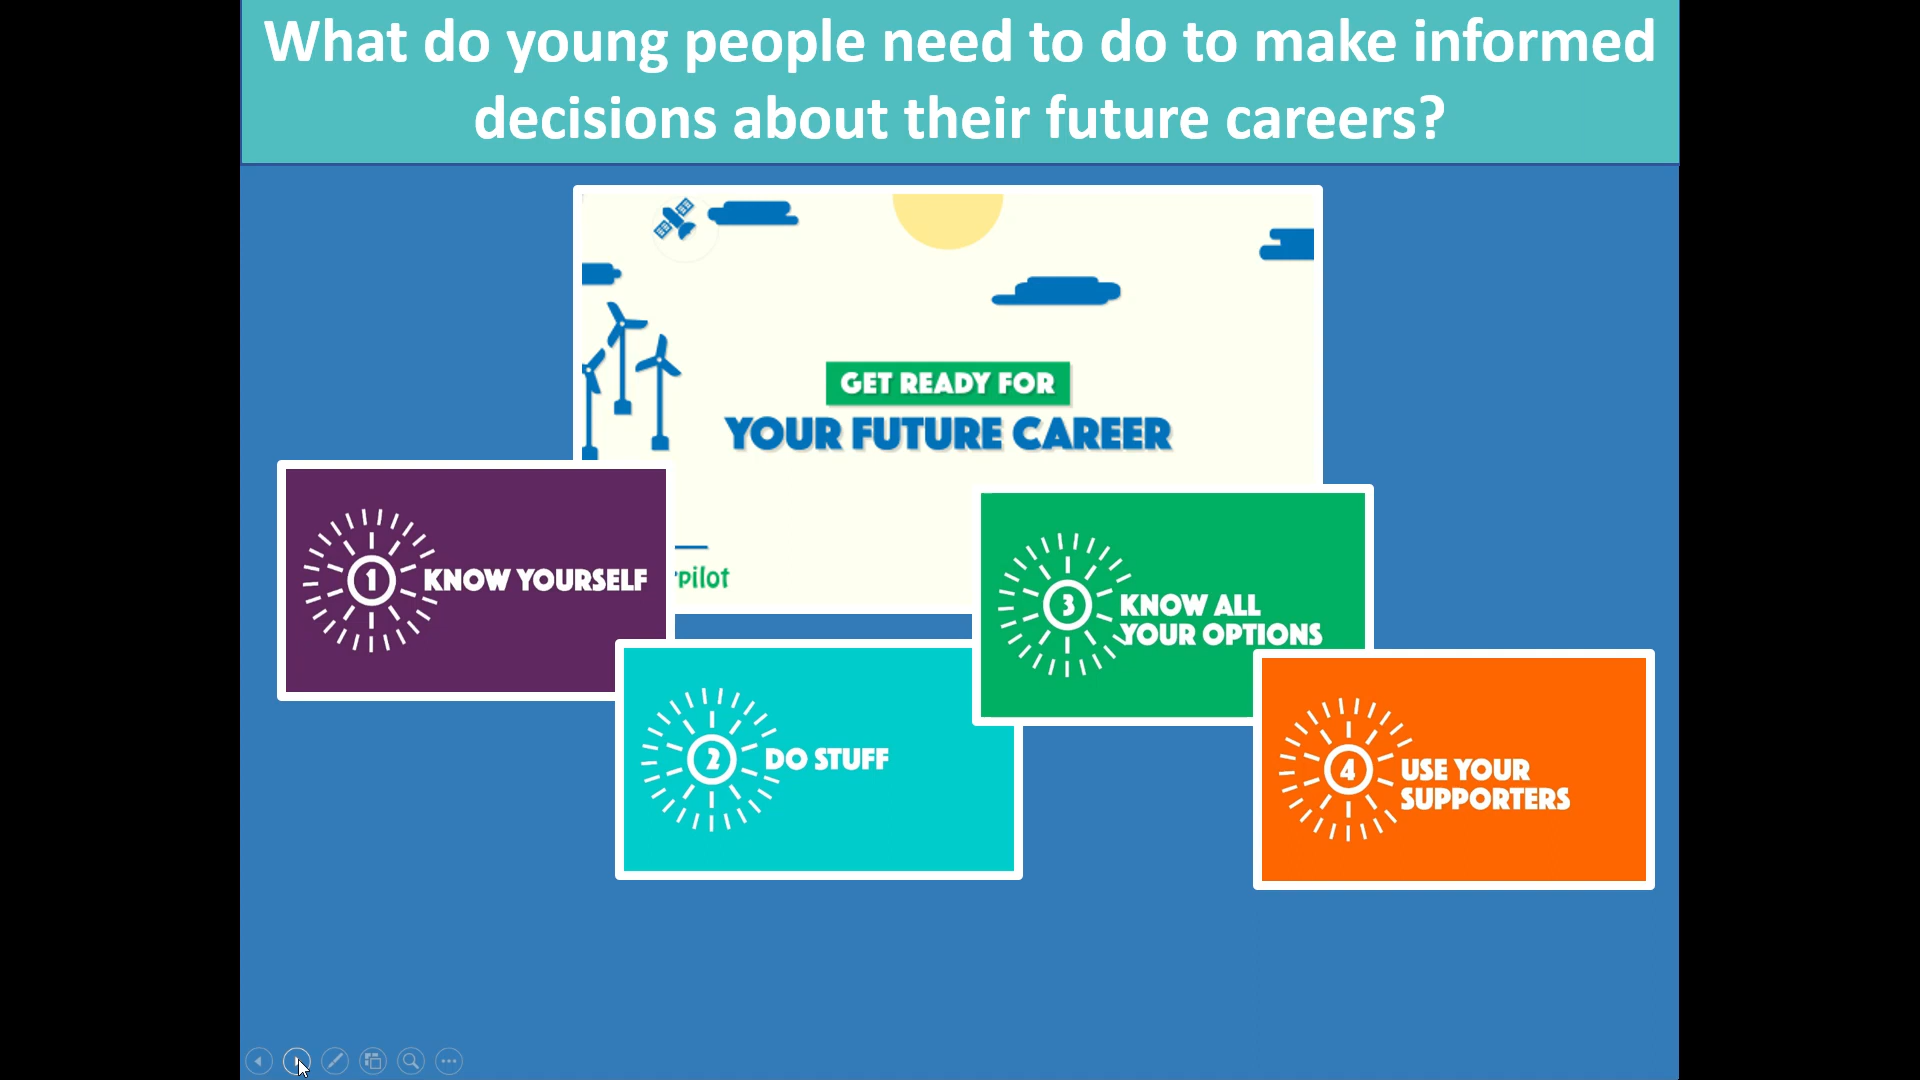 What do young people need to do to make informed
decisions about their future careers?
GET READY FOR
YOUR FUTURE CAREER
1 KNOW YOURSELF
pilot
2 DO STUFF
3 KNOW ALL
YOUR OPTIONS
4 USE YOUR
SUPPORTERS